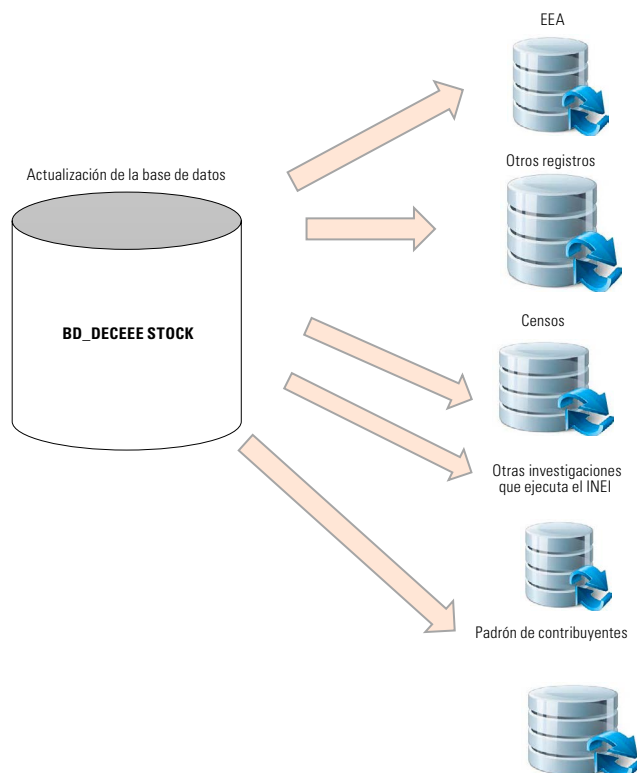 EEA
Otros registros
Actualización de la base de datos
BD_DECEEE STOCK
Censos
Otras investigaciones
que ejecuta el INEI
Padrón de contribuyentes